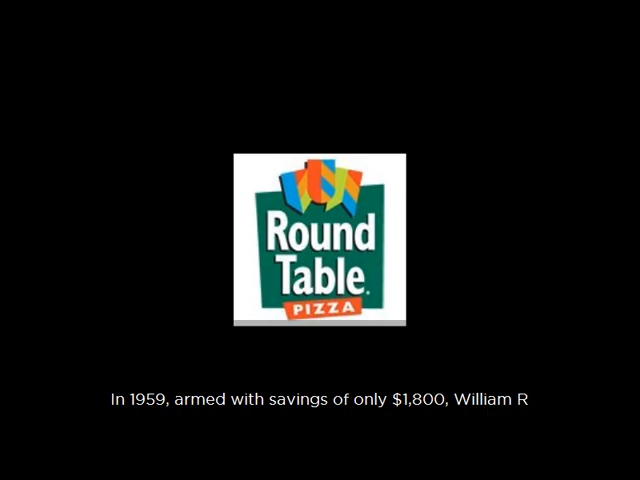 Round
Table
PIZZA
In 1959, armed with savings of only $1,800, William R